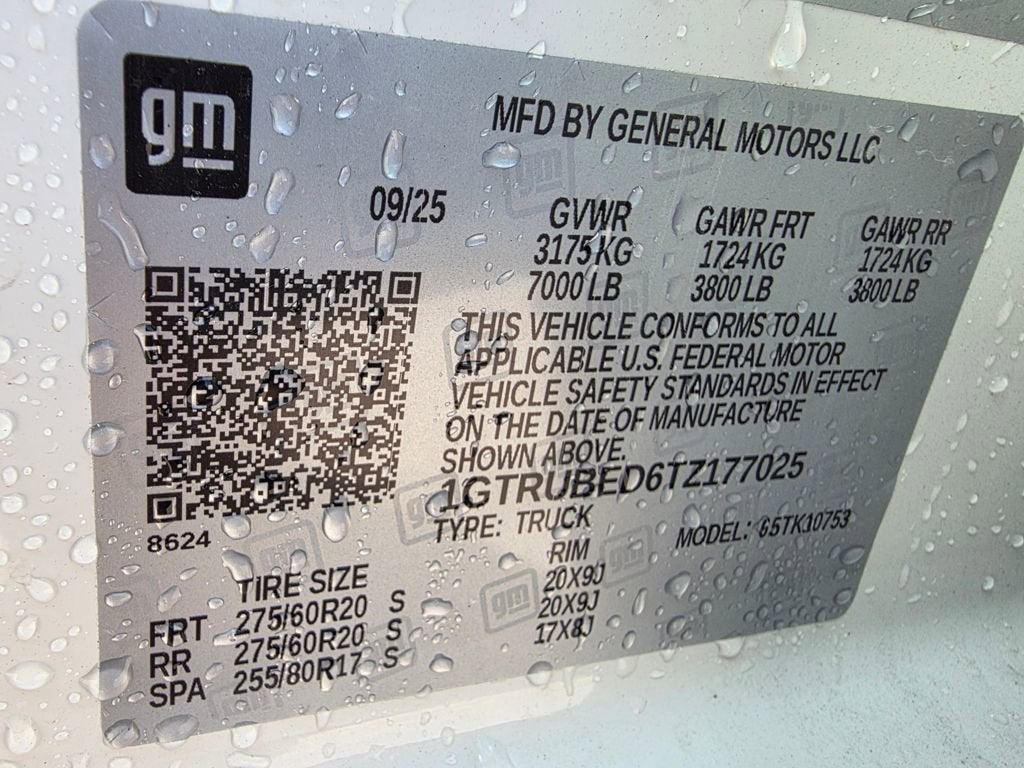 gm
MFD BY GENERAL MOTORS LLC
09/25
GVWR GAWR FRT GAWR RR
3175 KG 1724 KG 1724 KG
7000 LB 3800 LB 3800 LB
THIS VEHICLE CONFORMS TO ALL
APPLICABLE U.S. FEDERAL MOTOR
VEHICLE SAFETY STANDARDS IN EFFECT
ON THE DATE OF MANUFACTURE
SHOWN ABOVE.
1GTRUBED6TZ177025
TYPE: TRUCK MODEL: 65TK10753
8624
TIRE SIZE RIM
FRT 275/60R20 S 20X9J
RR 275/60R20 S 20X9J
SPA 255/80R17 S 17X8J